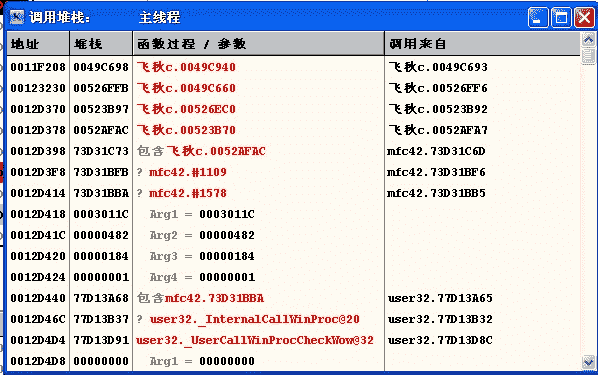 调用堆栈: 主线程
地址 堆栈 函数过程 / 参数 调用来自
0011F208 0049C698 飞秋c.0049C940 飞秋c.0049C693
00123230 00526FFB 飞秋c.0049C660 飞秋c.00526FF6
0012D370 00523B97 飞秋c.00526EC0 飞秋c.00523B92
0012D378 0052AFAC 飞秋c.00523B70 飞秋c.0052AFA7
0012D398 73D31C73 包含飞秋c.0052AFAC mfc42.73D31C6D
0012D3F8 73D31BFB ? mfc42.#1109 mfc42.73D31BF6
0012D414 73D31BBA ? mfc42.#1578 mfc42.73D31BB5
0012D418 0003011C Arg1 = 0003011C
0012D41C 00000482 Arg2 = 00000482
0012D420 00000184 Arg3 = 00000184
0012D424 00000001 Arg4 = 00000001
0012D440 77D13A68 包含mfc42.73D31BBA user32.77D13A65
0012D46C 77D13B37 ? user32._InternalCallWinProc@20 user32.77D13B32
0012D4D4 77D13D91 user32._UserCallWinProcCheckWow@32 user32.77D13D8C
0012D4D8 00000000 Arg1 = 00000000